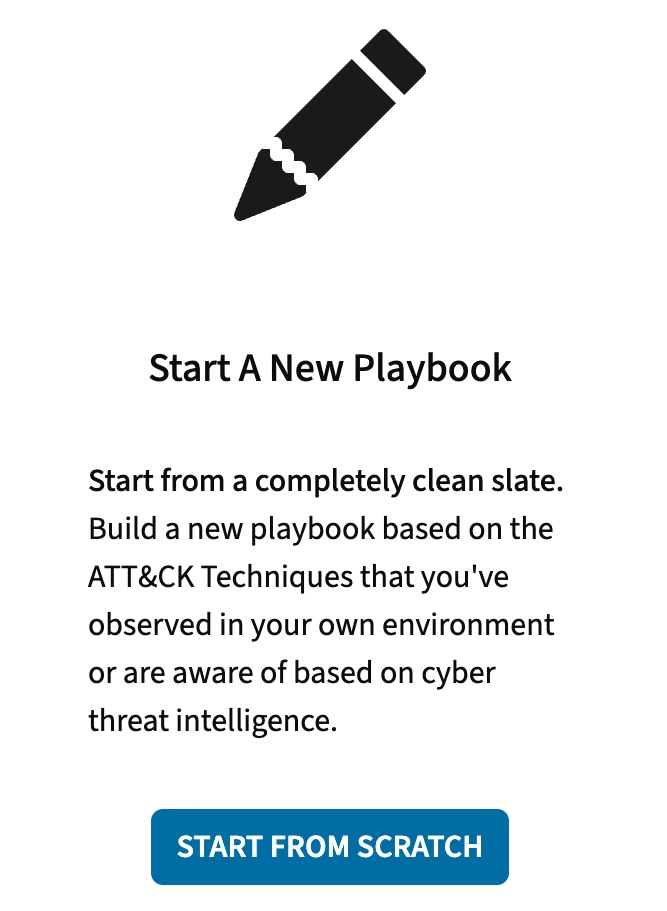 Start A New Playbook
Start from a completely clean slate.
Build a new playbook based on the
ATT&CK Techniques that you've
observed in your own environment
or are aware of based on cyber
threat intelligence.
START FROM SCRATCH